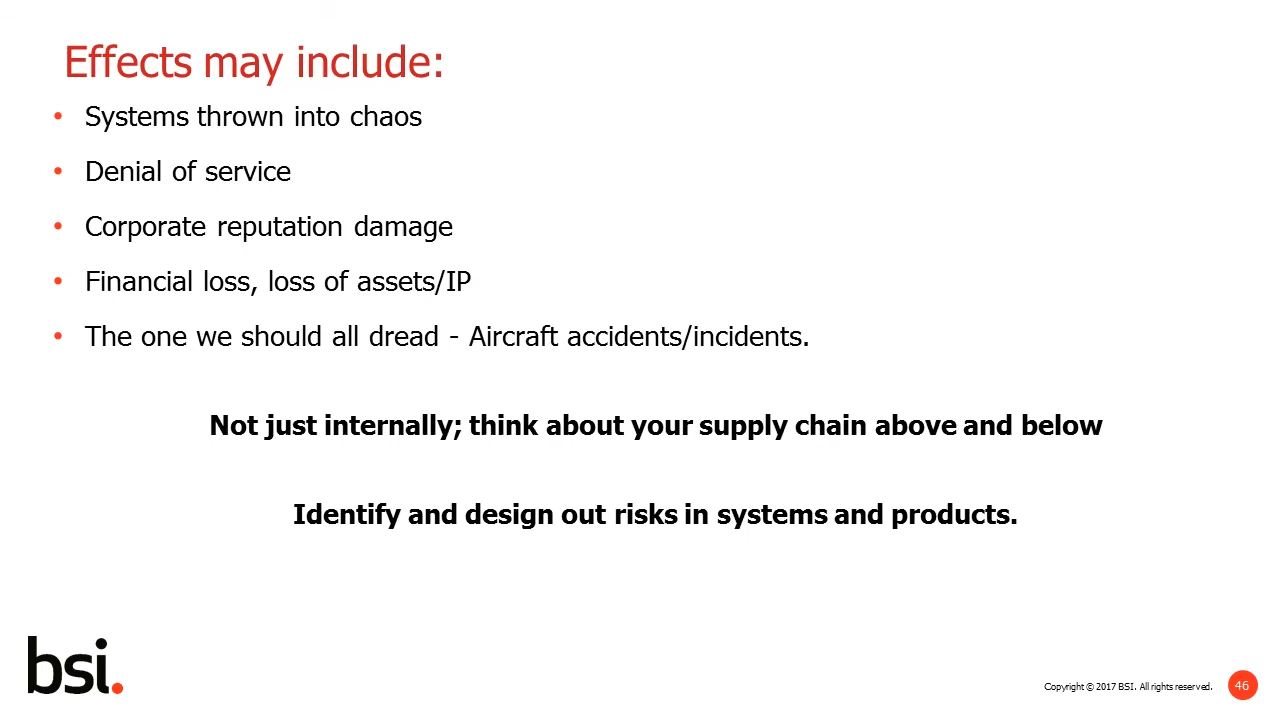 Effects may include:
• Systems thrown into chaos
• Denial of service
• Corporate reputation damage
• Financial loss, loss of assets/IP
• The one we should all dread - Aircraft accidents/incidents.
Not just internally; think about your supply chain above and below
Identify and design out risks in systems and products.
bsi.
Copyright © 2017 BSI. All rights reserved.
46